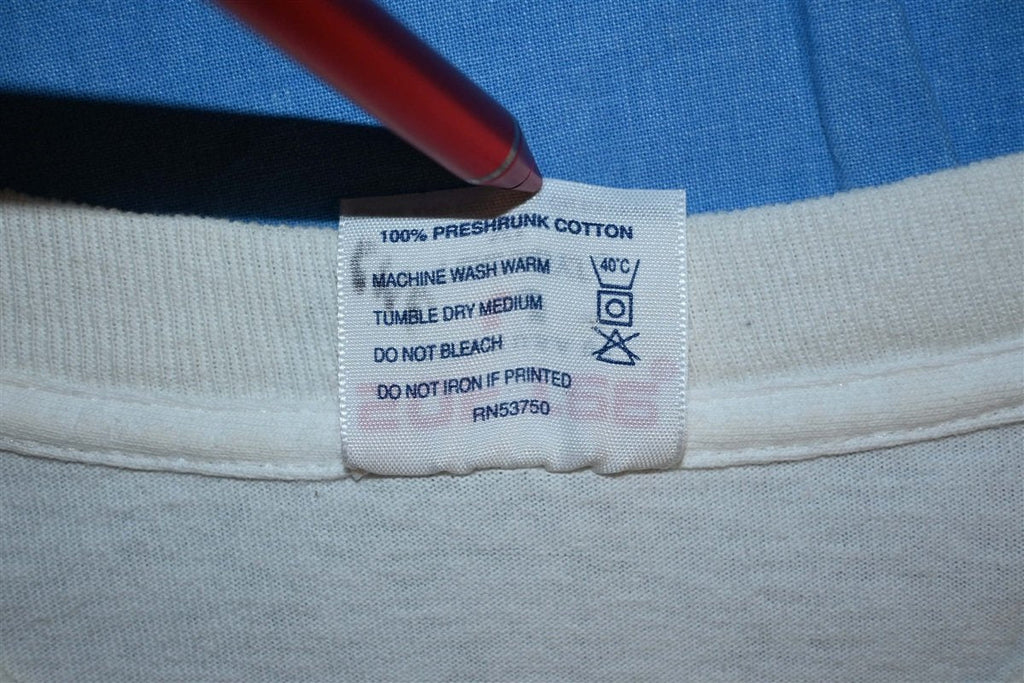 100% PRESHRUNK COTTON
MACHINE WASH WARM
40°C
TUMBLE DRY MEDIUM
DO NOT BLEACH
DO NOT IRON IF PRINTED
RN53750